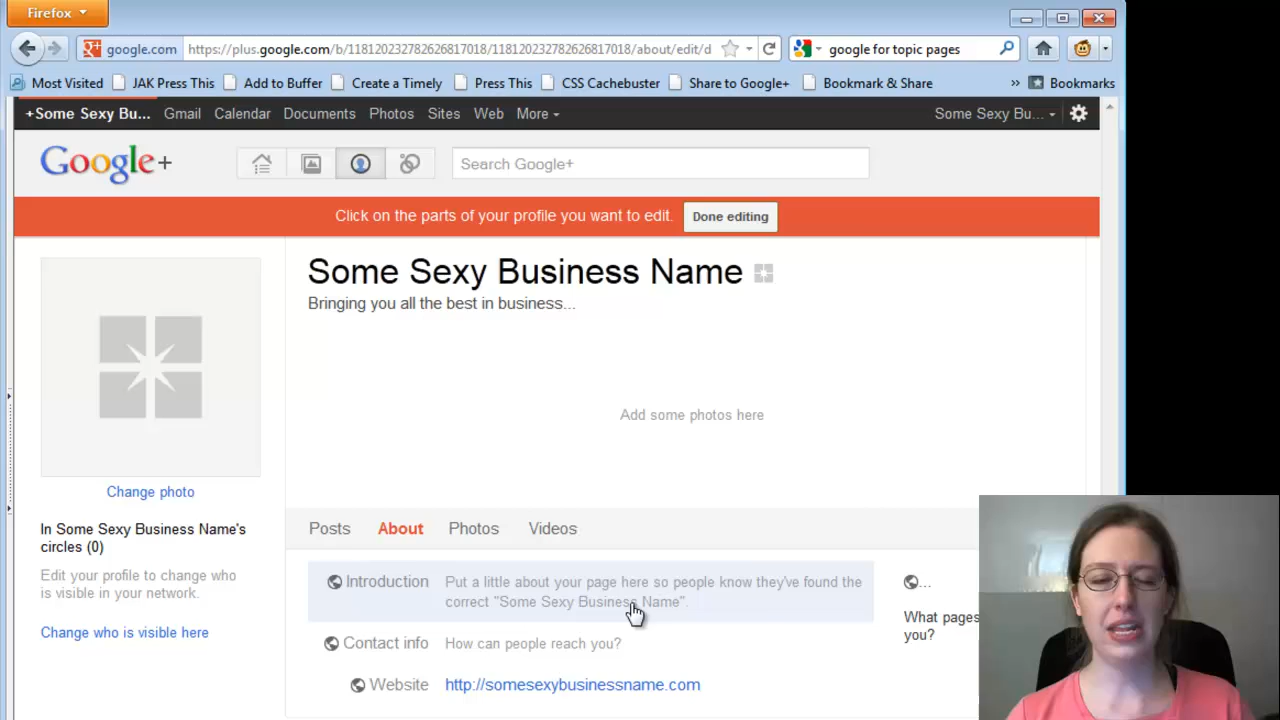 Firefox
google.com
https://plus.google.com/b/118120232782626817018/118120232782626817018/about/edit/d
google for topic pages
Most Visited
JAK Press This
Add to Buffer
Create a Timely
Press This
CSS Cachebuster
Share to Google+
Bookmark & Share
»
Bookmarks
+Some Sexy Bu...
Gmail
Calendar
Documents
Photos
Sites
Web
More
Some Sexy Bu...
Google+
Search Google+
Click on the parts of your profile you want to edit.
Done editing
Some Sexy Business Name
Bringing you all the best in business...
Add some photos here
Change photo
In Some Sexy Business Name's
circles (0)
Edit your profile to change who
is visible in your network.
Change who is visible here
Posts
About
Photos
Videos
Introduction
Put a little about your page here so people know they've found the
correct "Some Sexy Business Name".
Contact info
How can people reach you?
Website
http://somesexybusinessname.com
...
What pages
you?